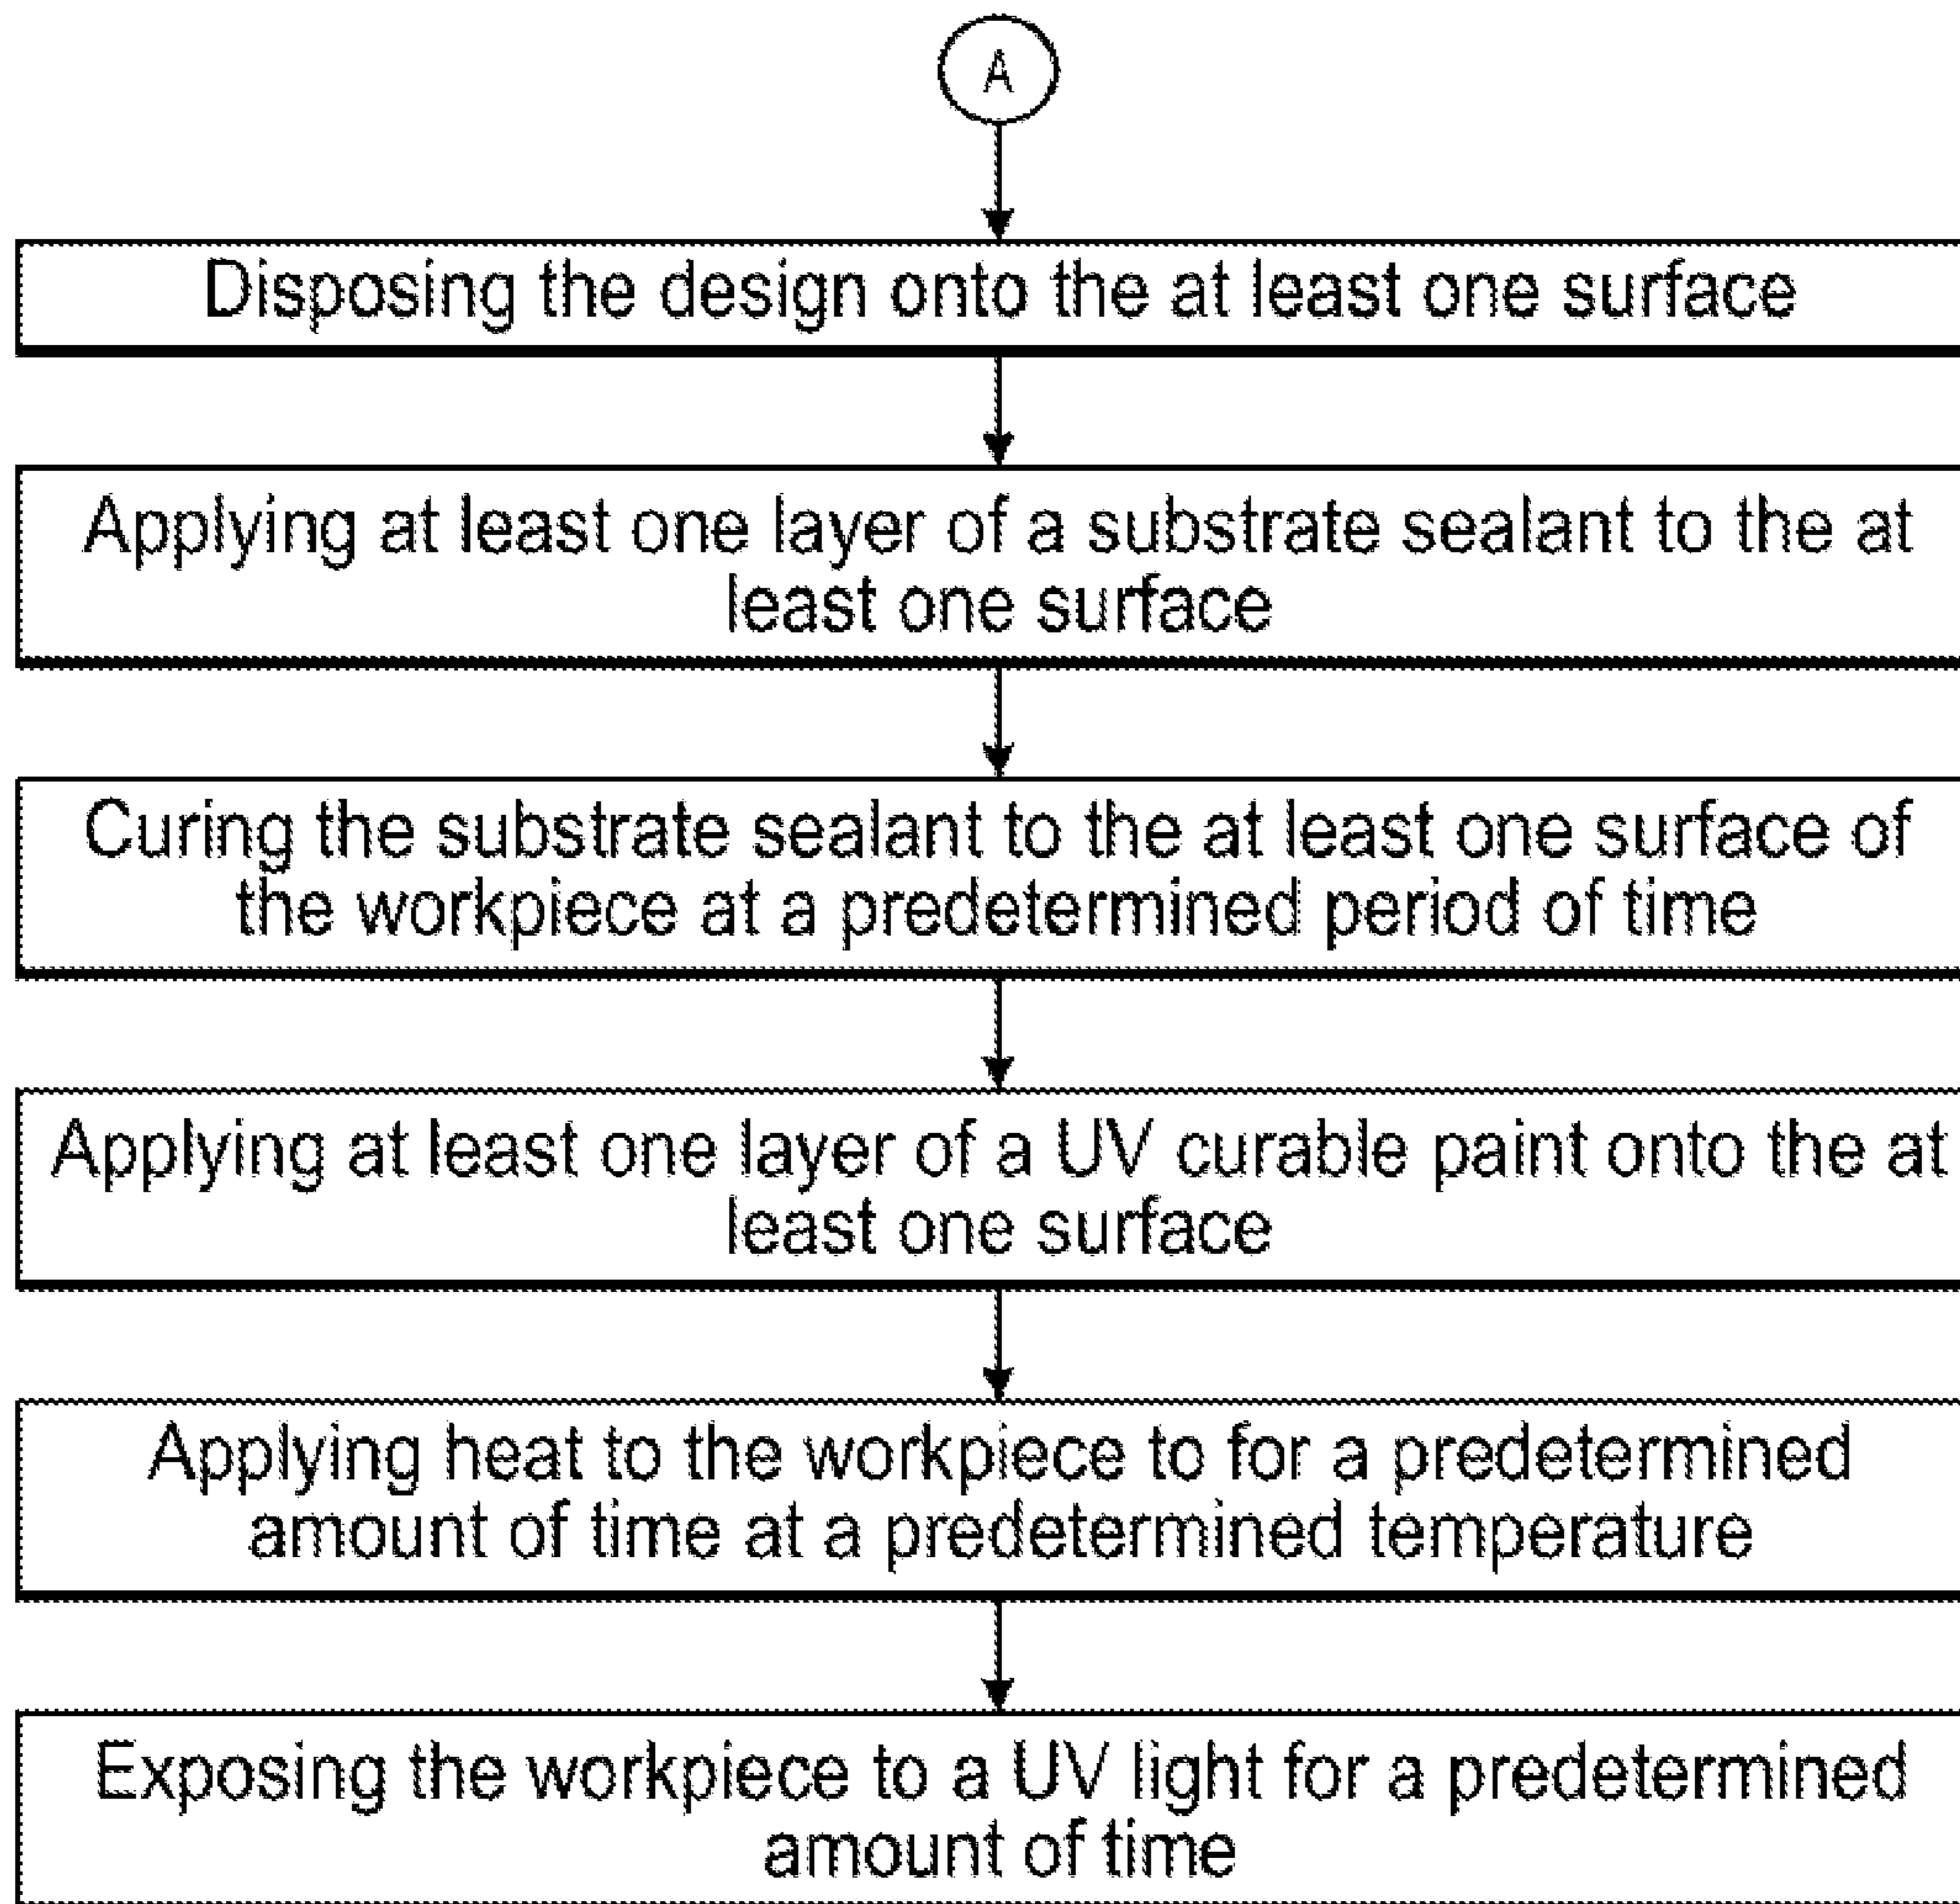 A
Disposing the design onto the at least one surface
Applying at least one layer of a substrate sealant to the at
least one surface
Curing the substrate sealant to the at least one surface of
the workpiece at a predetermined period of time
Applying at least one layer of a UV curable paint onto the at
least one surface
Applying heat to the workpiece to for a predetermined
amount of time at a predetermined temperature
Exposing the workpiece to a UV light for a predetermined
amount of time